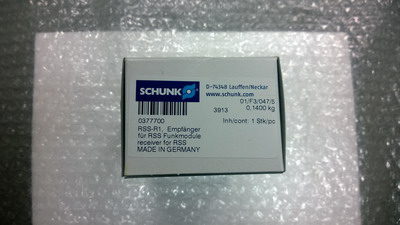 SCHUNK
D-74348 Lauffen/Neckar
www.schunk.com
01/F3/047/5
3913 0,1400 kg
0377700 Inh/cont: 1 Stk/pc
RSS-R1, Empfänger
für RSS Funkmodule
receiver for RSS
MADE IN GERMANY